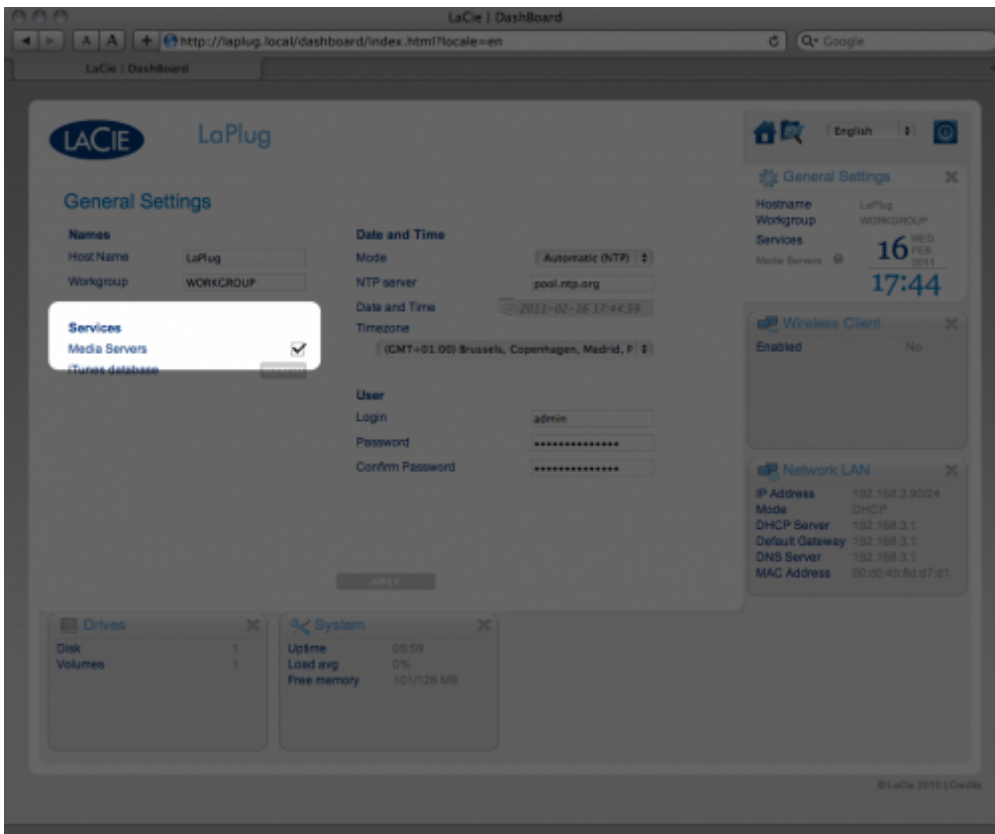 LaCie | DashBoard
A A + http://laplug.local/dashboard/index.html?locale=en Google
LaCie | DashBoard
LACIE LaPlug
English
General Settings
Names
Host Name LaPlug
Workgroup WORKGROUP
Services
Media Servers
iTunes database
Date and Time
Mode Automatic (NTP)
NTP server pool.ntp.org
Date and Time 2011-02-16 17:44:59
Timezone
(GMT+01:00) Brussels, Copenhagen, Madrid, P
User
Login admin
Password ••••••••••••••
Confirm Password ••••••••••••••
APPLY
General Settings
Hostname LaPlug
Workgroup WORKGROUP
Services
Media Servers
16 WED. FEB. 2011
17:44
Wireless Client
Enabled No
Network LAN
IP Address 192.168.3.90/24
Mode DHCP
DHCP Server 192.168.3.1
Default Gateway 192.168.3.1
DNS Server 192.168.3.1
MAC Address 00:d0:4b:8d:d7:d1
Drives
Disk 1
Volumes 1
System
Uptime 05:59
Load avg 0%
Free memory 101/128 MB
© LaCie 2010 | Credits